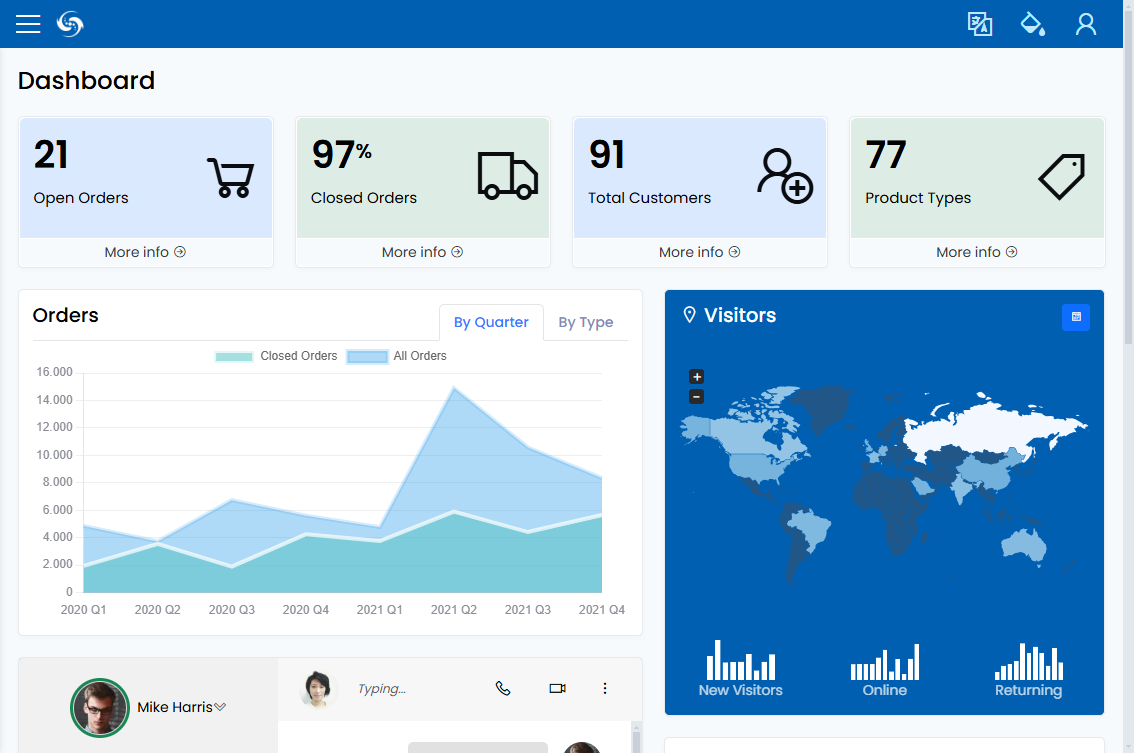 Dashboard
21
Open Orders
More info
97%
Closed Orders
More info
91
Total Customers
More info
77
Product Types
More info
Orders
By Quarter
By Type
Closed Orders
All Orders
16.000
14.000
12.000
10.000
8.000
6.000
4.000
2.000
0
2020 Q1
2020 Q2
2020 Q3
2020 Q4
2021 Q1
2021 Q2
2021 Q3
2021 Q4
Visitors
+
−
New Visitors
Online
Returning
Mike Harris
Typing...